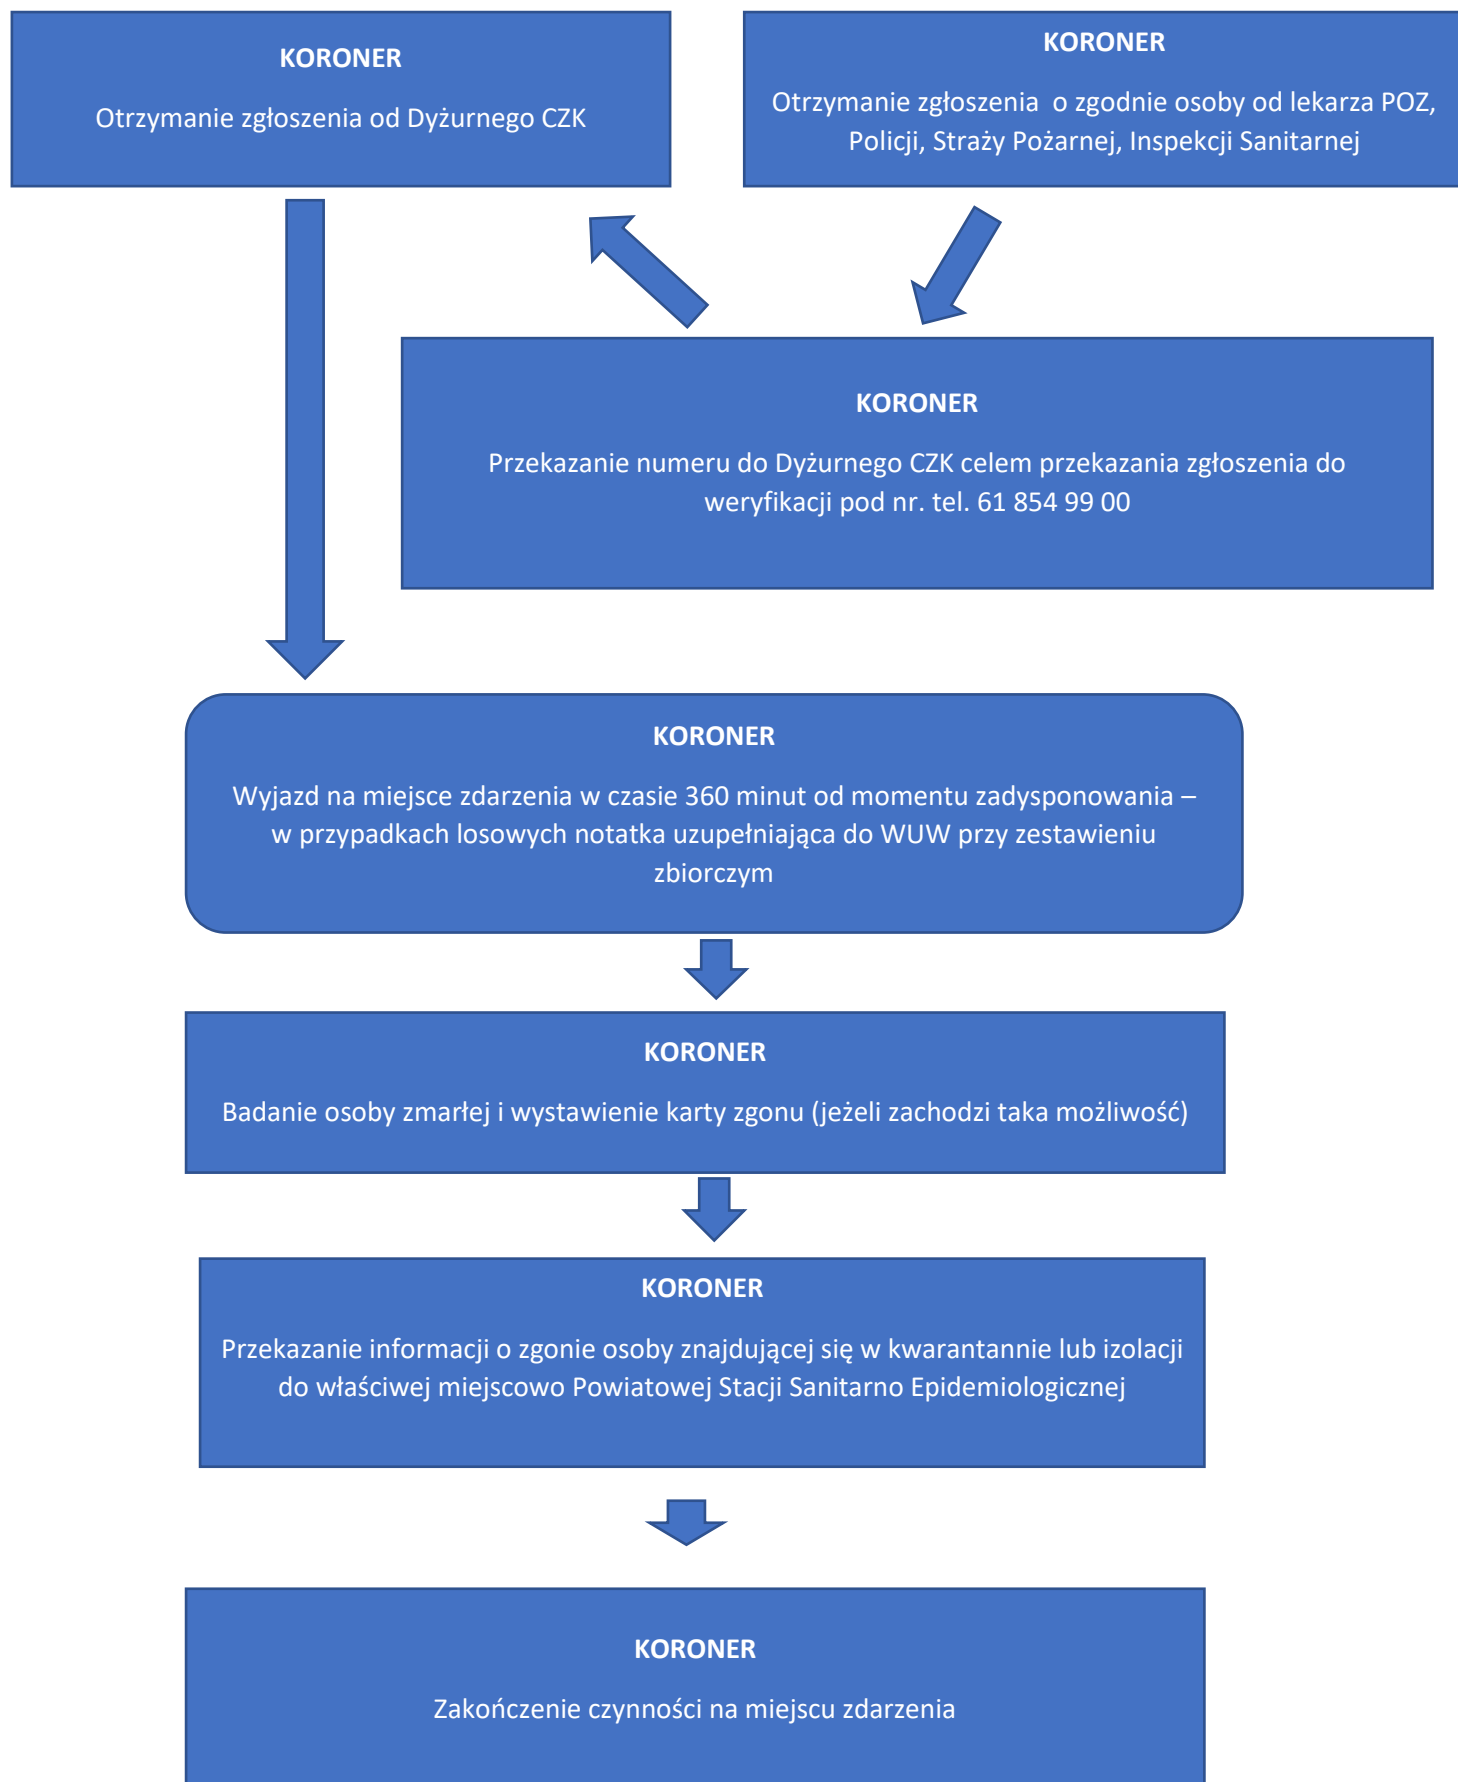 KORONER
Otrzymanie zgłoszenia od Dyżurnego CZK
KORONER
Otrzymanie zgłoszenia  o zgodnie osoby od lekarza POZ,
Policji, Straży Pożarnej, Inspekcji Sanitarnej
KORONER
Przekazanie numeru do Dyżurnego CZK celem przekazania zgłoszenia do
weryfikacji pod nr. tel. 61 854 99 00
KORONER
Wyjazd na miejsce zdarzenia w czasie 360 minut od momentu zadysponowania –
w przypadkach losowych notatka uzupełniająca do WUW przy zestawieniu
zbiorczym
KORONER
Badanie osoby zmarłej i wystawienie karty zgonu (jeżeli zachodzi taka możliwość)
KORONER
Przekazanie informacji o zgonie osoby znajdującej się w kwarantannie lub izolacji
do właściwej miejscowo Powiatowej Stacji Sanitarno Epidemiologicznej
KORONER
Zakończenie czynności na miejscu zdarzenia